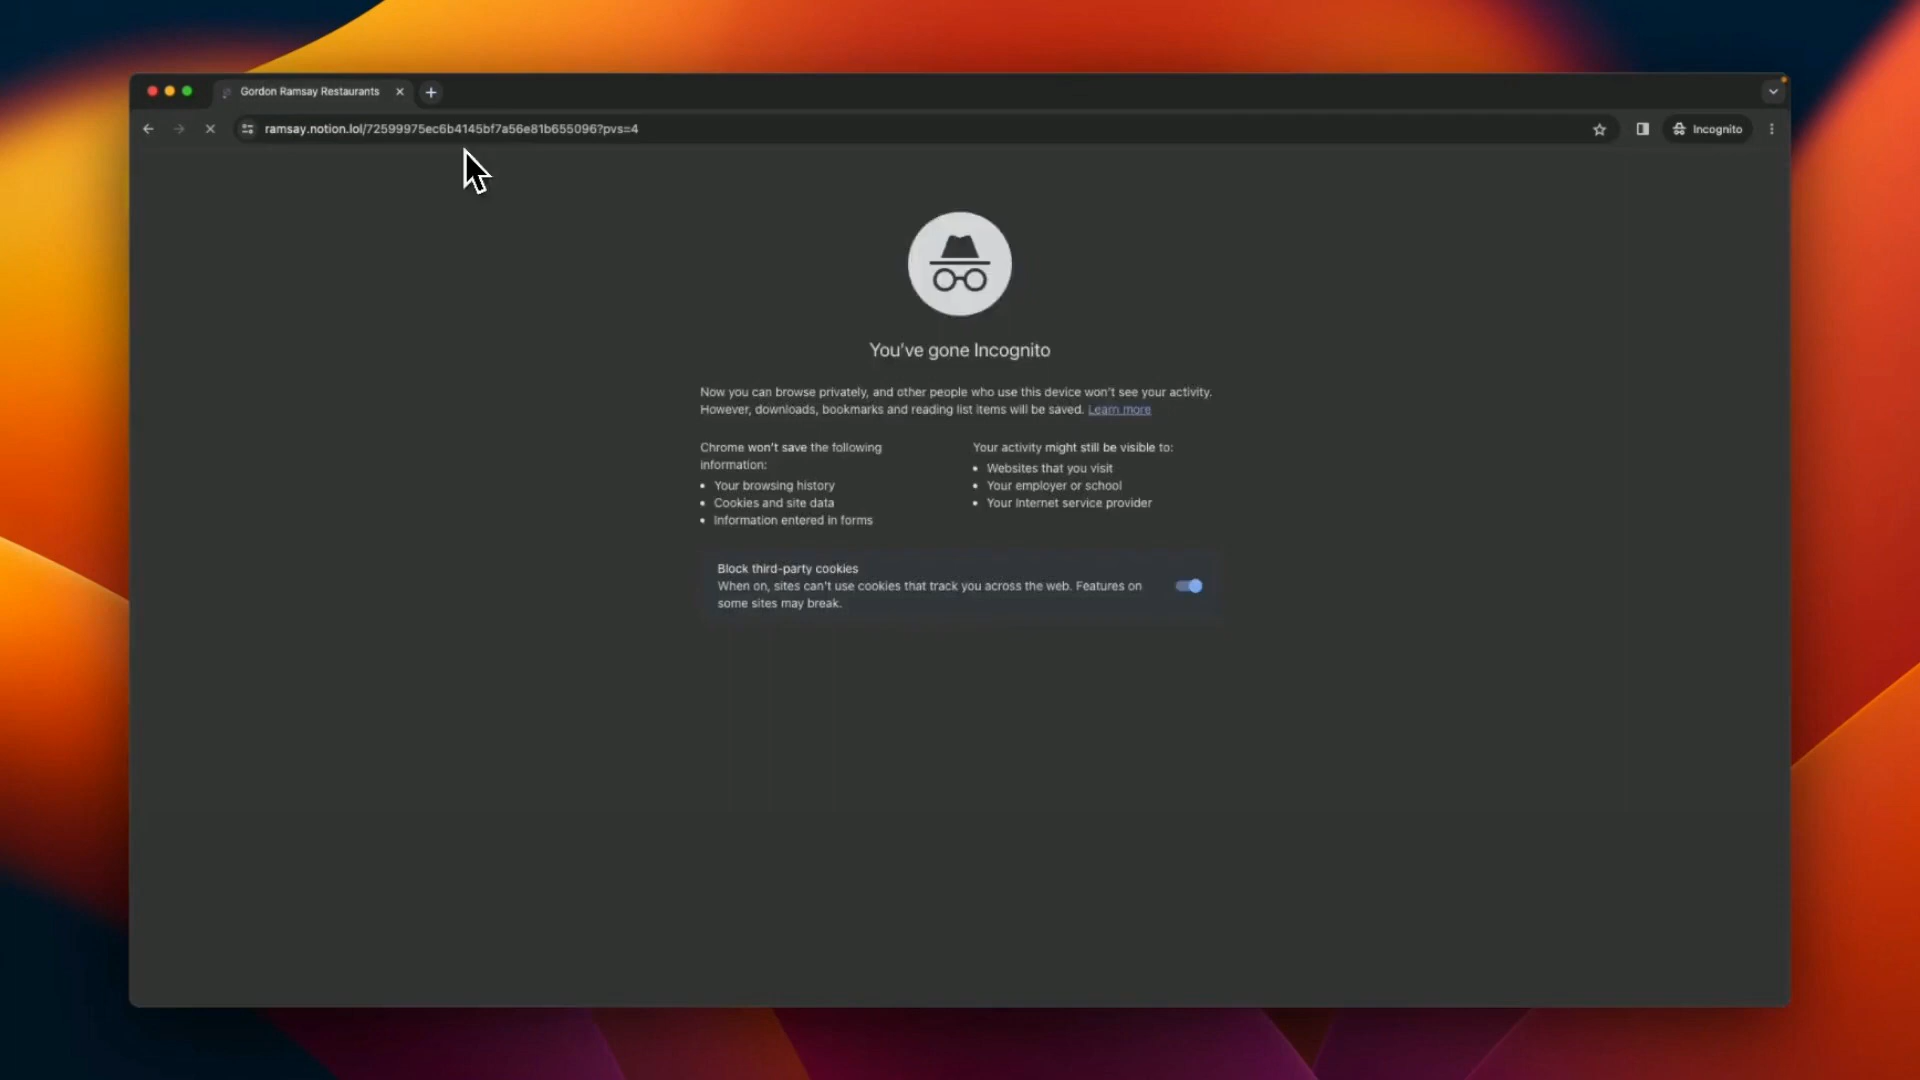 Gordon Ramsay Restaurants
ramsay.notion.lol/72599975ec6b4145bf7a56e81b655096?pvs=4
Incognito
You've gone Incognito
Now you can browse privately, and other people who use this device won't see your activity.
However, downloads, bookmarks and reading list items will be saved. Learn more
Chrome won't save the following
information:
• Your browsing history
• Cookies and site data
• Information entered in forms
Your activity might still be visible to:
• Websites that you visit
• Your employer or school
• Your Internet service provider
Block third-party cookies
When on, sites can't use cookies that track you across the web. Features on
some sites may break.